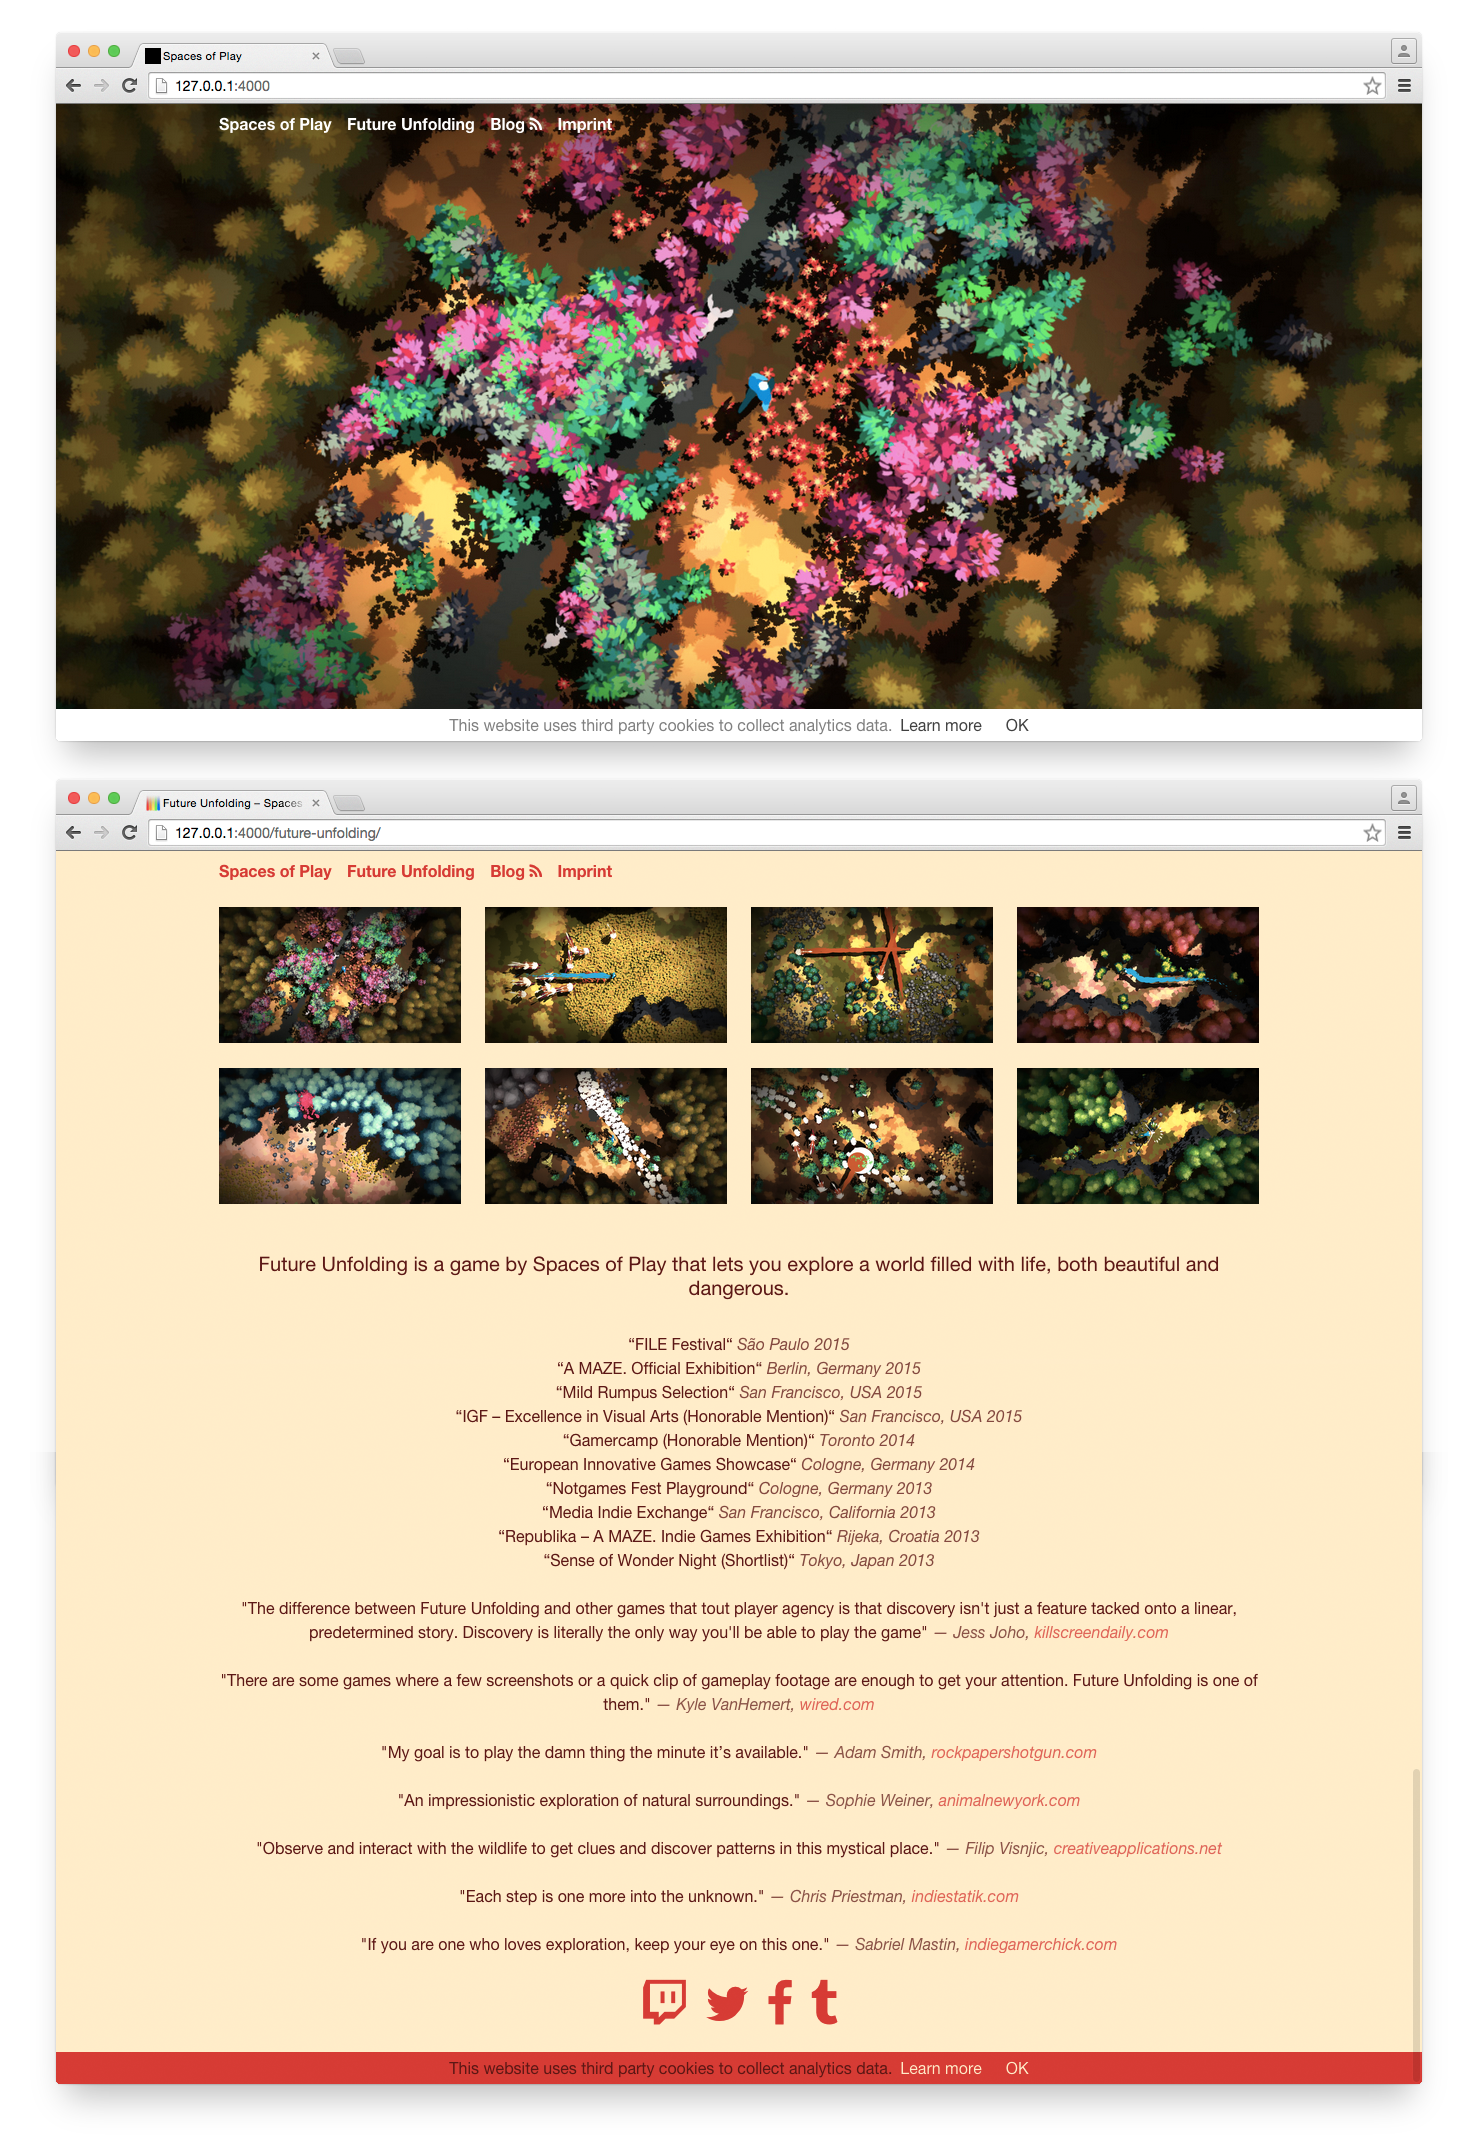 Spaces of Play
127.0.0.1:4000
Spaces of Play Future Unfolding Blog Imprint
This website uses third party cookies to collect analytics data. Learn more OK
Future Unfolding – Spaces
127.0.0.1:4000/future-unfolding/
Spaces of Play Future Unfolding Blog Imprint
Future Unfolding is a game by Spaces of Play that lets you explore a world filled with life, both beautiful and
dangerous.
“FILE Festival“ São Paulo 2015
“A MAZE. Official Exhibition“ Berlin, Germany 2015
“Mild Rumpus Selection“ San Francisco, USA 2015
“IGF – Excellence in Visual Arts (Honorable Mention)“ San Francisco, USA 2015
“Gamercamp (Honorable Mention)“ Toronto 2014
“European Innovative Games Showcase“ Cologne, Germany 2014
“Notgames Fest Playground“ Cologne, Germany 2013
“Media Indie Exchange“ San Francisco, California 2013
“Republika – A MAZE. Indie Games Exhibition“ Rijeka, Croatia 2013
“Sense of Wonder Night (Shortlist)“ Tokyo, Japan 2013
"The difference between Future Unfolding and other games that tout player agency is that discovery isn't just a feature tacked onto a linear,
predetermined story. Discovery is literally the only way you'll be able to play the game" — Jess Joho, killscreendaily.com
"There are some games where a few screenshots or a quick clip of gameplay footage are enough to get your attention. Future Unfolding is one of
them." — Kyle VanHemert, wired.com
"My goal is to play the damn thing the minute it’s available." — Adam Smith, rockpapershotgun.com
"An impressionistic exploration of natural surroundings." — Sophie Weiner, animalnewyork.com
"Observe and interact with the wildlife to get clues and discover patterns in this mystical place." — Filip Visnjic, creativeapplications.net
"Each step is one more into the unknown." — Chris Priestman, indiestatik.com
"If you are one who loves exploration, keep your eye on this one." — Sabriel Mastin, indiegamerchick.com
This website uses third party cookies to collect analytics data. Learn more OK